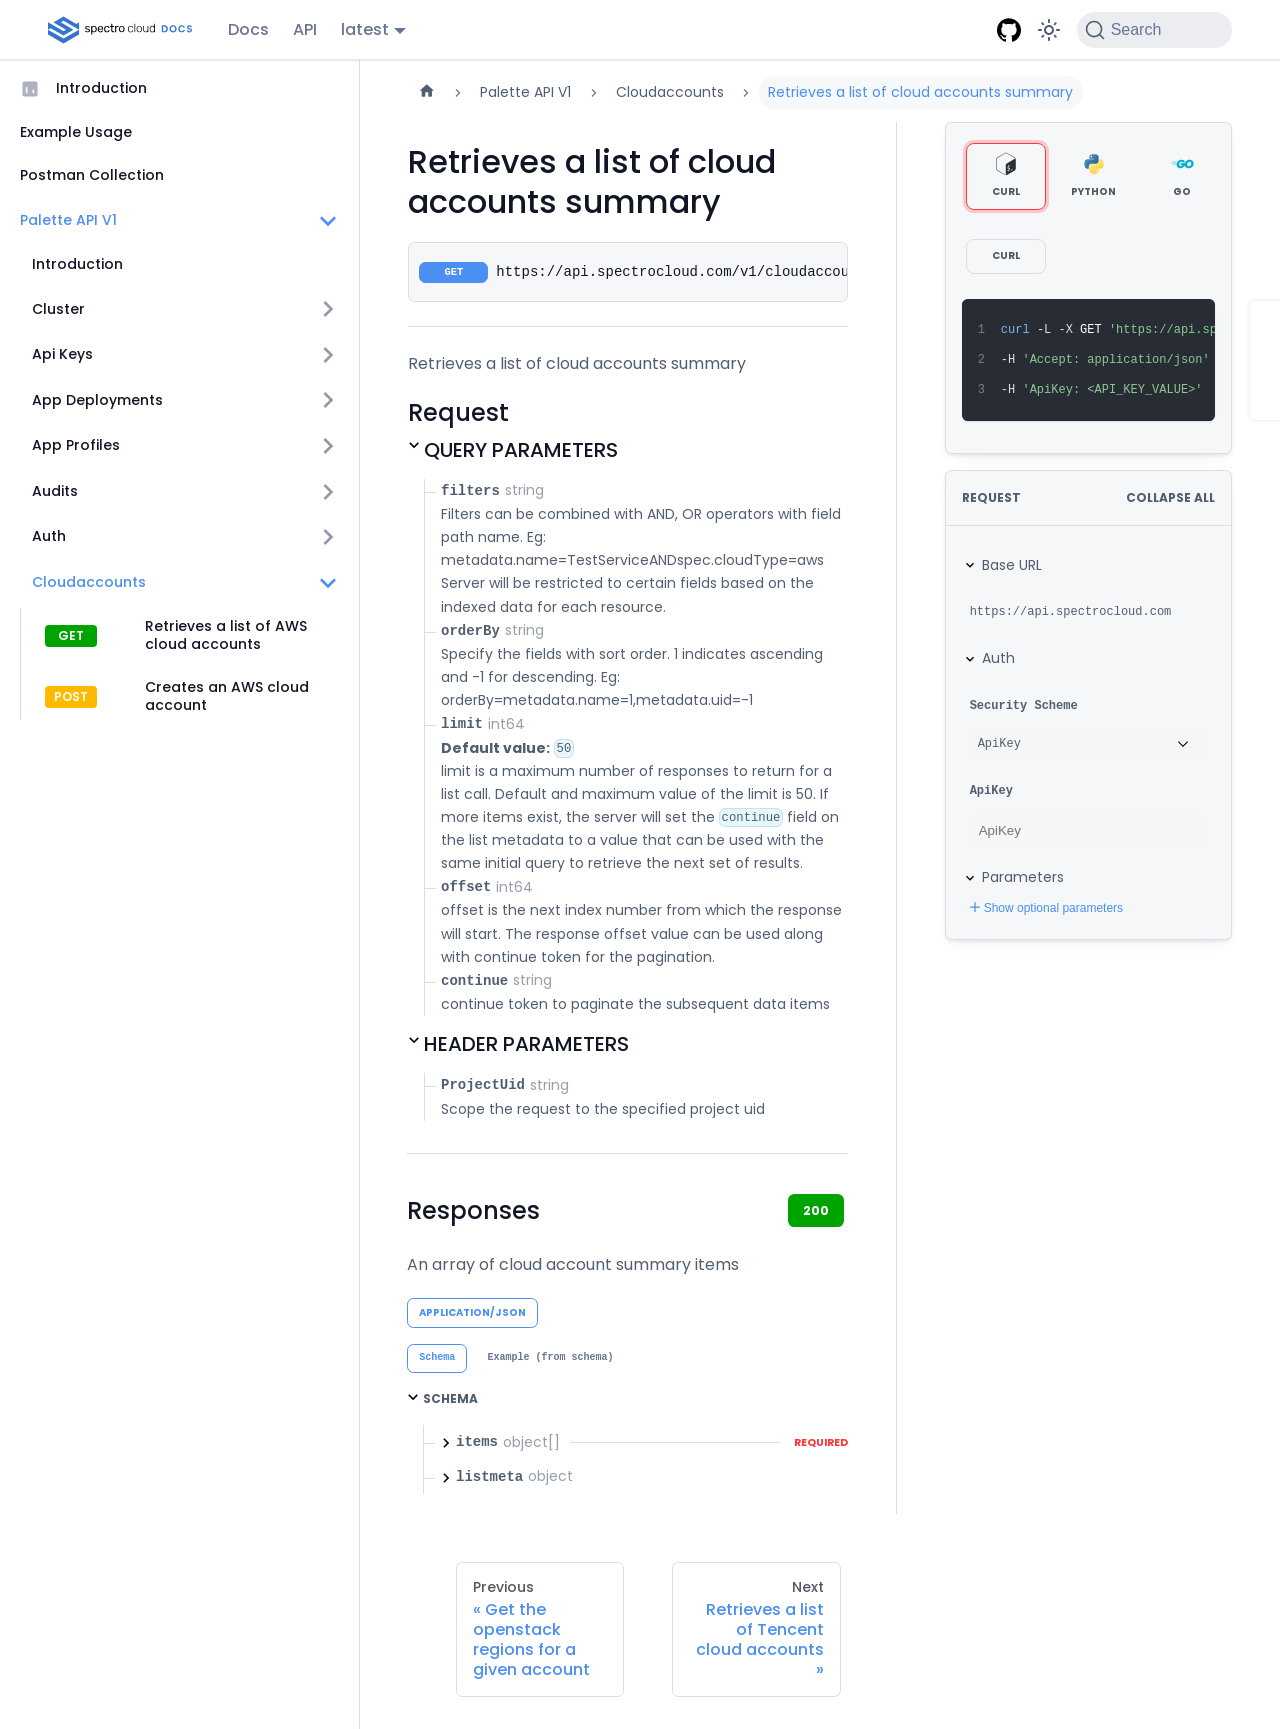 spectro cloud DOCS
Docs
API
latest
Search
Introduction
Example Usage
Postman Collection
Palette API V1
Introduction
Cluster
Api Keys
App Deployments
App Profiles
Audits
Auth
Cloudaccounts
GET
Retrieves a list of AWS
cloud accounts
POST
Creates an AWS cloud
account
Palette API V1
Cloudaccounts
Retrieves a list of cloud accounts summary
Retrieves a list of cloud
accounts summary
GET https://api.spectrocloud.com/v1/cloudaccou
Retrieves a list of cloud accounts summary
Request
QUERY PARAMETERS
filters string
Filters can be combined with AND, OR operators with field
path name. Eg:
metadata.name=TestServiceANDspec.cloudType=aws
Server will be restricted to certain fields based on the
indexed data for each resource.
orderBy string
Specify the fields with sort order. 1 indicates ascending
and -1 for descending. Eg:
orderBy=metadata.name=1,metadata.uid=-1
limit int64
Default value: 50
limit is a maximum number of responses to return for a
list call. Default and maximum value of the limit is 50. If
more items exist, the server will set the continue field on
the list metadata to a value that can be used with the
same initial query to retrieve the next set of results.
offset int64
offset is the next index number from which the response
will start. The response offset value can be used along
with continue token for the pagination.
continue string
continue token to paginate the subsequent data items
HEADER PARAMETERS
ProjectUid string
Scope the request to the specified project uid
Responses
200
An array of cloud account summary items
APPLICATION/JSON
Schema
Example (from schema)
SCHEMA
items object[]
REQUIRED
listmeta object
CURL
PYTHON
GO
CURL
1 curl -L -X GET 'https://api.sp
2 -H 'Accept: application/json'
3 -H 'ApiKey: <API_KEY_VALUE>'
REQUEST
COLLAPSE ALL
Base URL
https://api.spectrocloud.com
Auth
Security Scheme
ApiKey
ApiKey
ApiKey
Parameters
Show optional parameters
Previous
« Get the
openstack
regions for a
given account
Next
Retrieves a list
of Tencent
cloud accounts
»